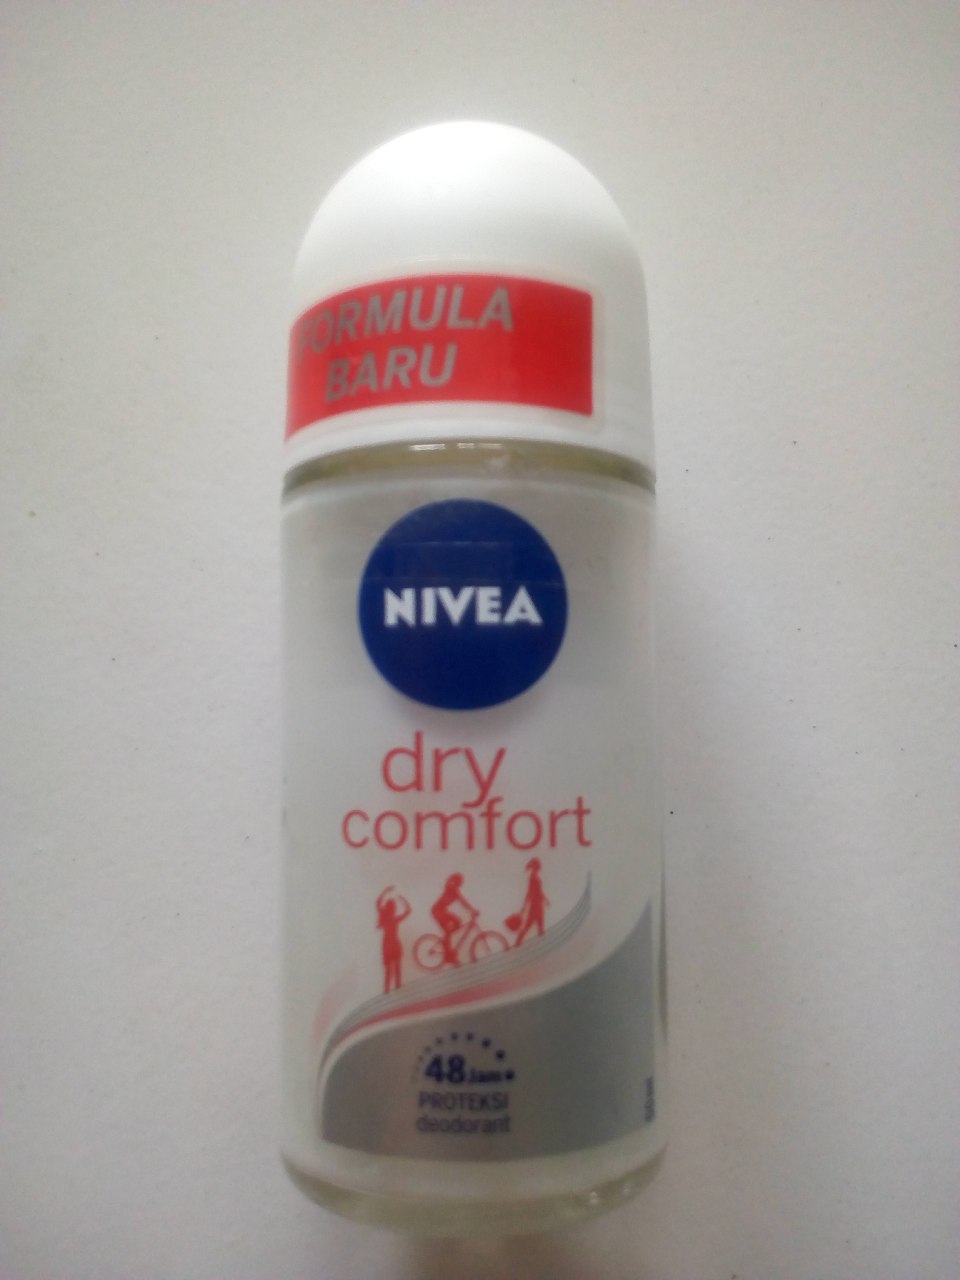 FORMULA
BARU
NIVEA
dry
comfort
48 Jam
PROTEKSI
deodorant